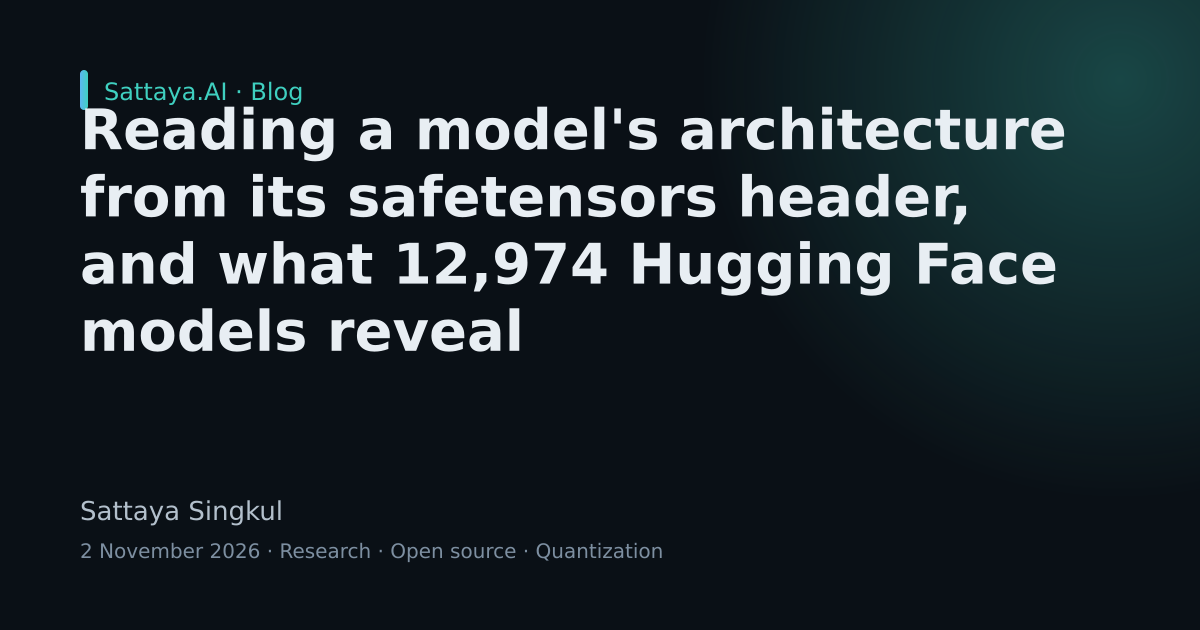 Sattaya.AI · Blog
Reading a model's architecture
from its safetensors header,
and what 12,974 Hugging Face
models reveal
Sattaya Singkul
2 November 2026 · Research · Open source · Quantization